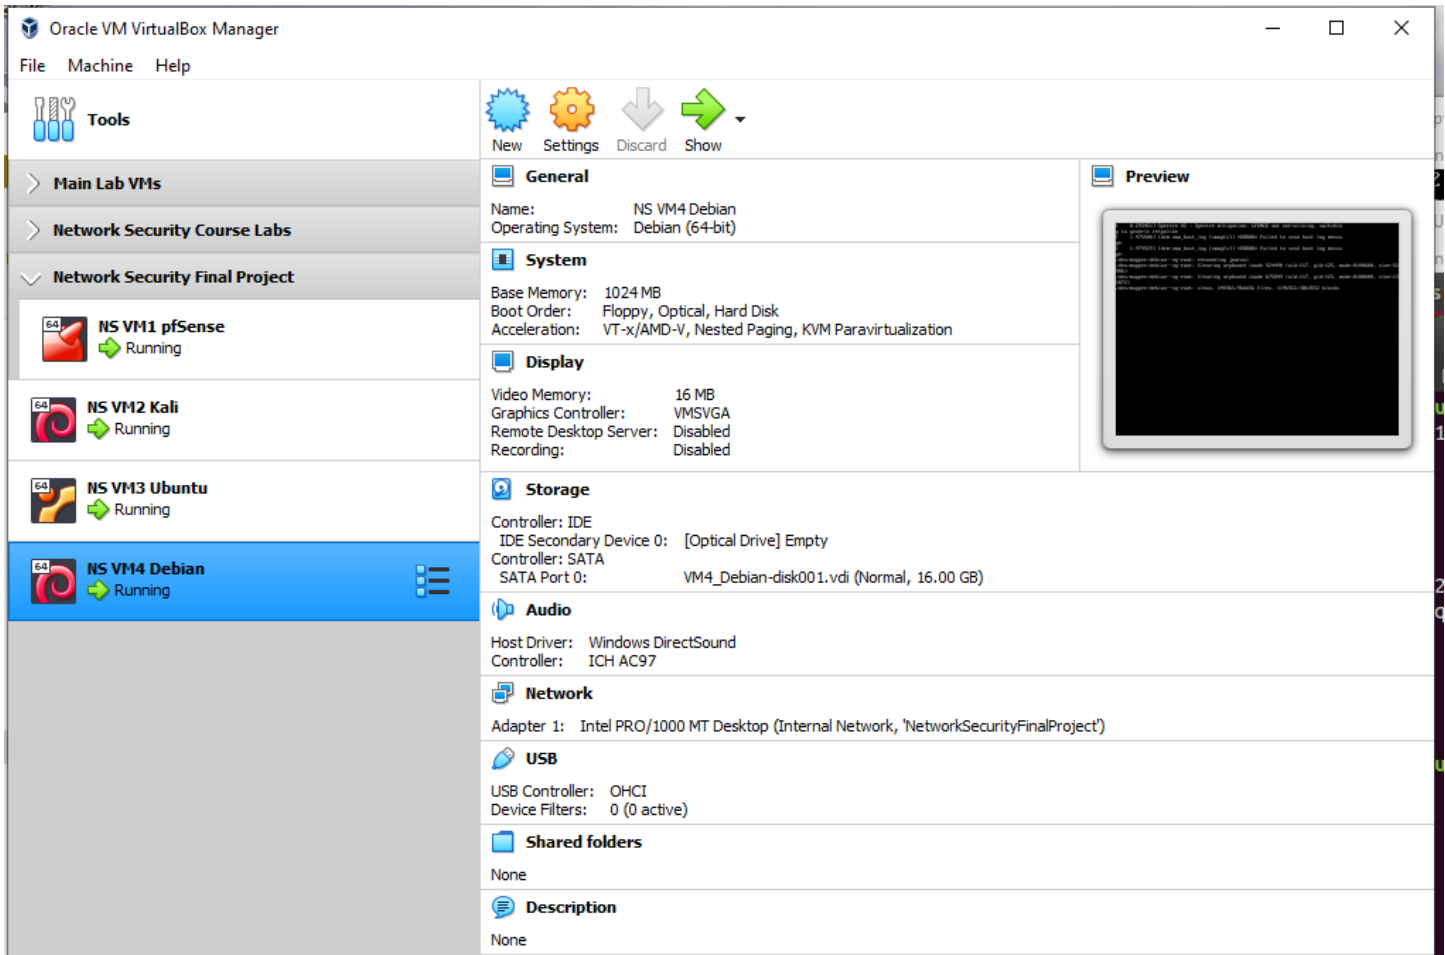 Oracle VM VirtualBox Manager
File Machine Help
Tools
New Settings Discard Show
Main Lab VMs
Network Security Course Labs
Network Security Final Project
64
NS VM1 pfSense
Running
64
NS VM2 Kali
Running
64
NS VM3 Ubuntu
Running
64
NS VM4 Debian
Running
General
Name: NS VM4 Debian
Operating System: Debian (64-bit)
System
Base Memory: 1024 MB
Boot Order: Floppy, Optical, Hard Disk
Acceleration: VT-x/AMD-V, Nested Paging, KVM Paravirtualization
Display
Video Memory: 16 MB
Graphics Controller: VMSVGA
Remote Desktop Server: Disabled
Recording: Disabled
Storage
Controller: IDE
IDE Secondary Device 0: [Optical Drive] Empty
Controller: SATA
SATA Port 0: VM4_Debian-disk001.vdi (Normal, 16.00 GB)
Audio
Host Driver: Windows DirectSound
Controller: ICH AC97
Network
Adapter 1: Intel PRO/1000 MT Desktop (Internal Network, 'NetworkSecurityFinalProject')
USB
USB Controller: OHCI
Device Filters: 0 (0 active)
Shared folders
None
Description
None
Preview